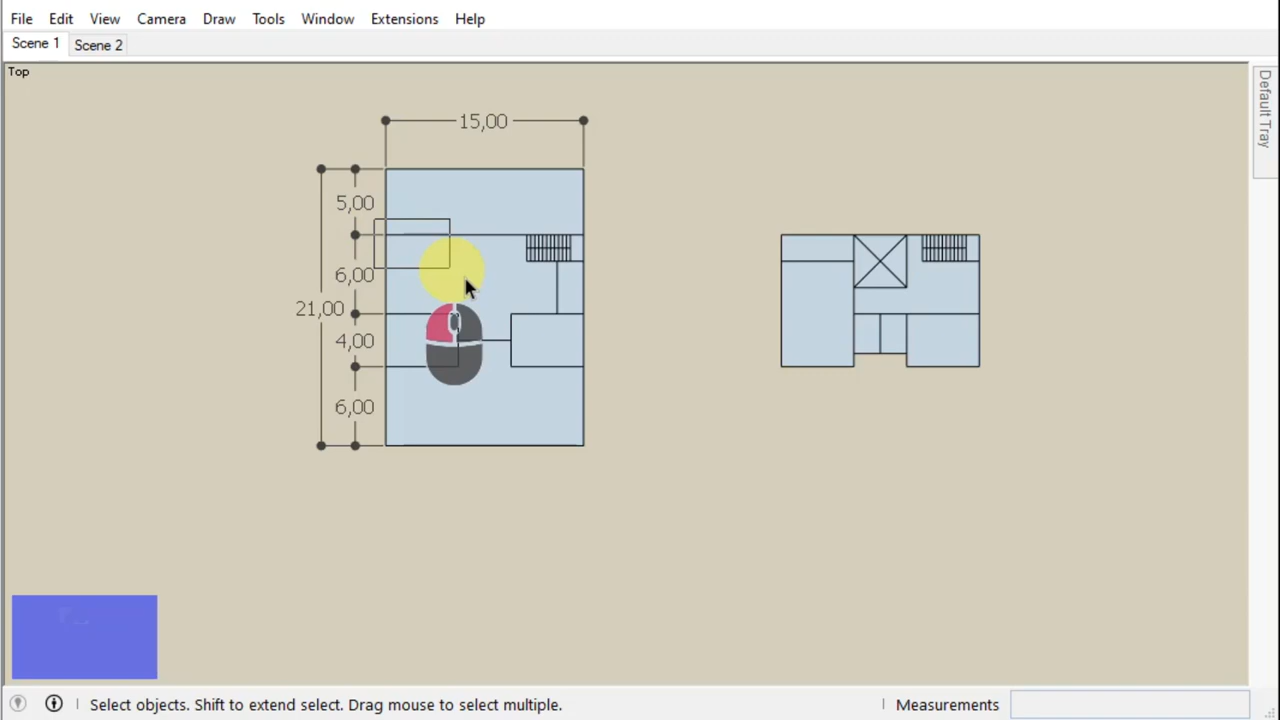 File Edit View Camera Draw Tools Window Extensions Help
Scene 1 Scene 2
Top
Default Tray
15,00
5,00
6,00
21,00
4,00
6,00
Select objects. Shift to extend select. Drag mouse to select multiple.
Measurements